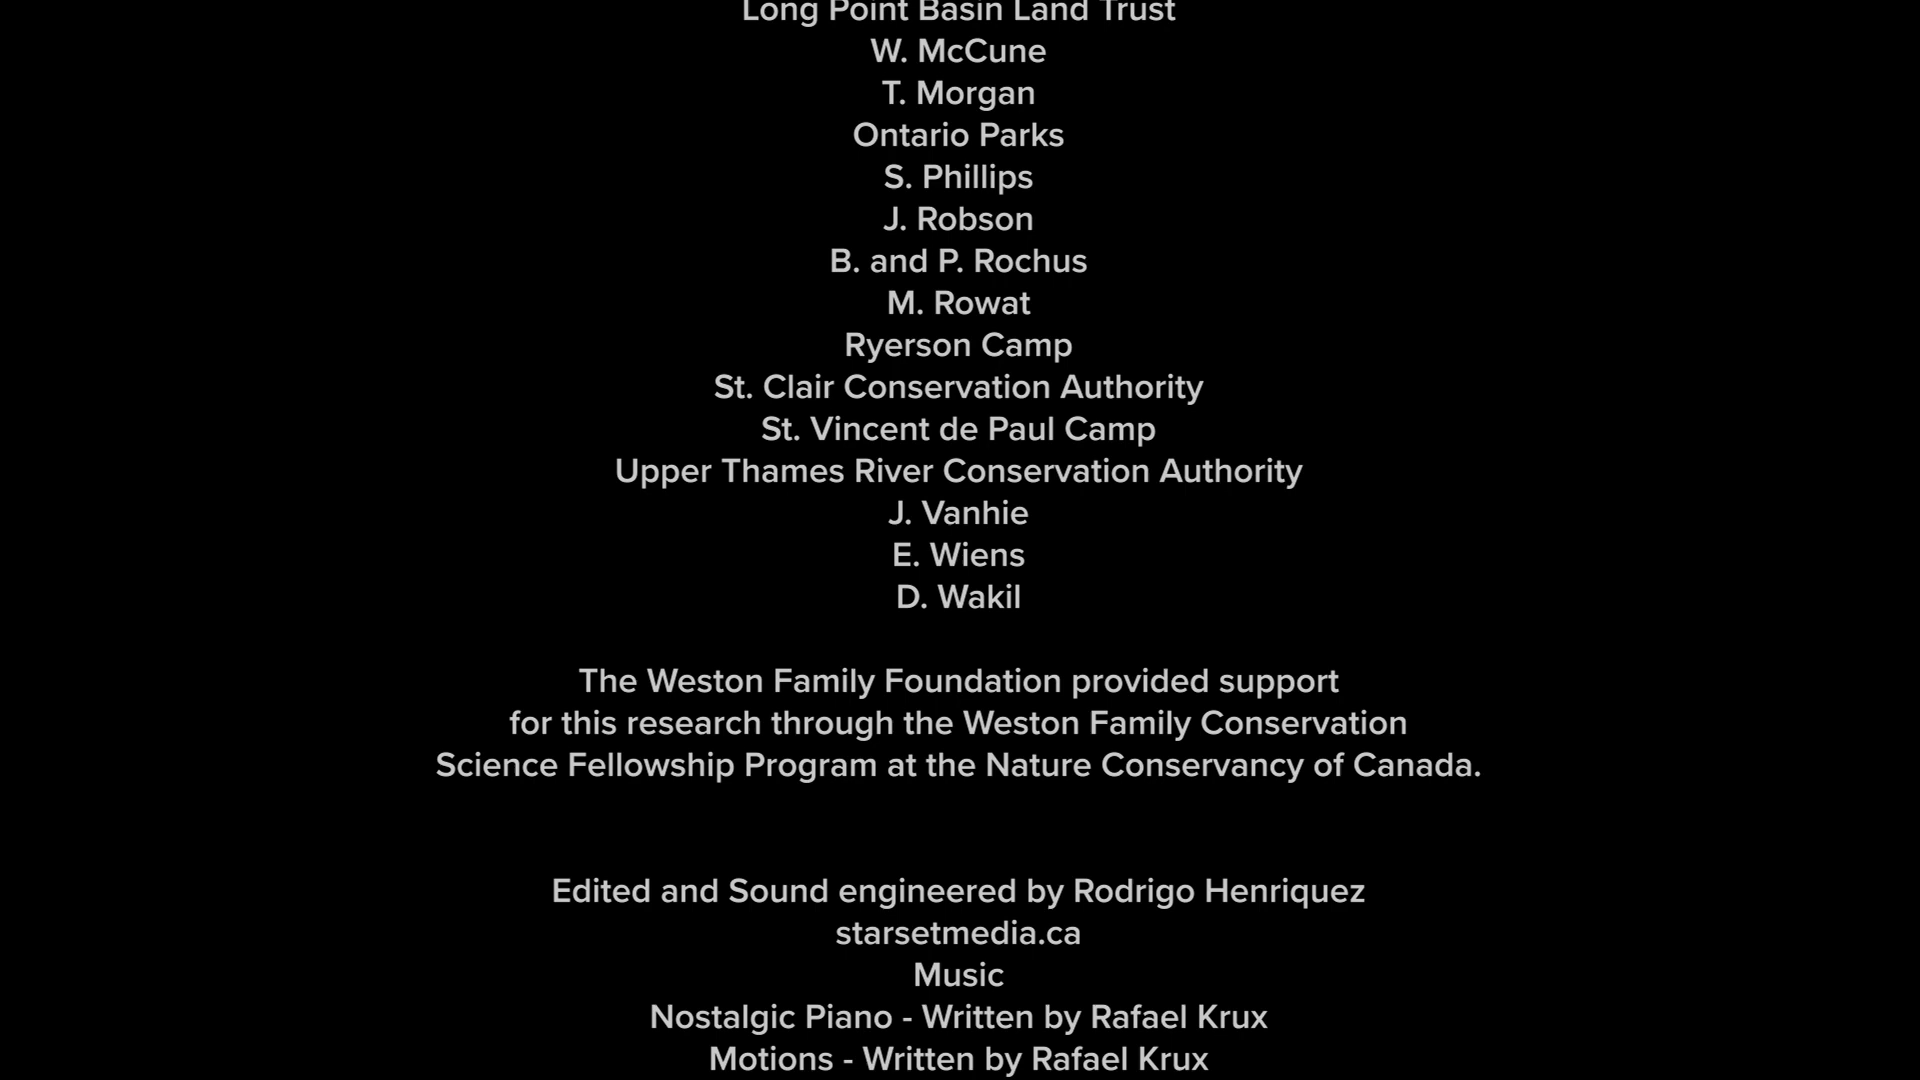 Long Point Basin Land Trust
W. McCune
T. Morgan
Ontario Parks
S. Phillips
J. Robson
B. and P. Rochus
M. Rowat
Ryerson Camp
St. Clair Conservation Authority
St. Vincent de Paul Camp
Upper Thames River Conservation Authority
J. Vanhie
E. Wiens
D. Wakil
The Weston Family Foundation provided support
for this research through the Weston Family Conservation
Science Fellowship Program at the Nature Conservancy of Canada.
Edited and Sound engineered by Rodrigo Henriquez
starsetmedia.ca
Music
Nostalgic Piano - Written by Rafael Krux
Motions - Written by Rafael Krux